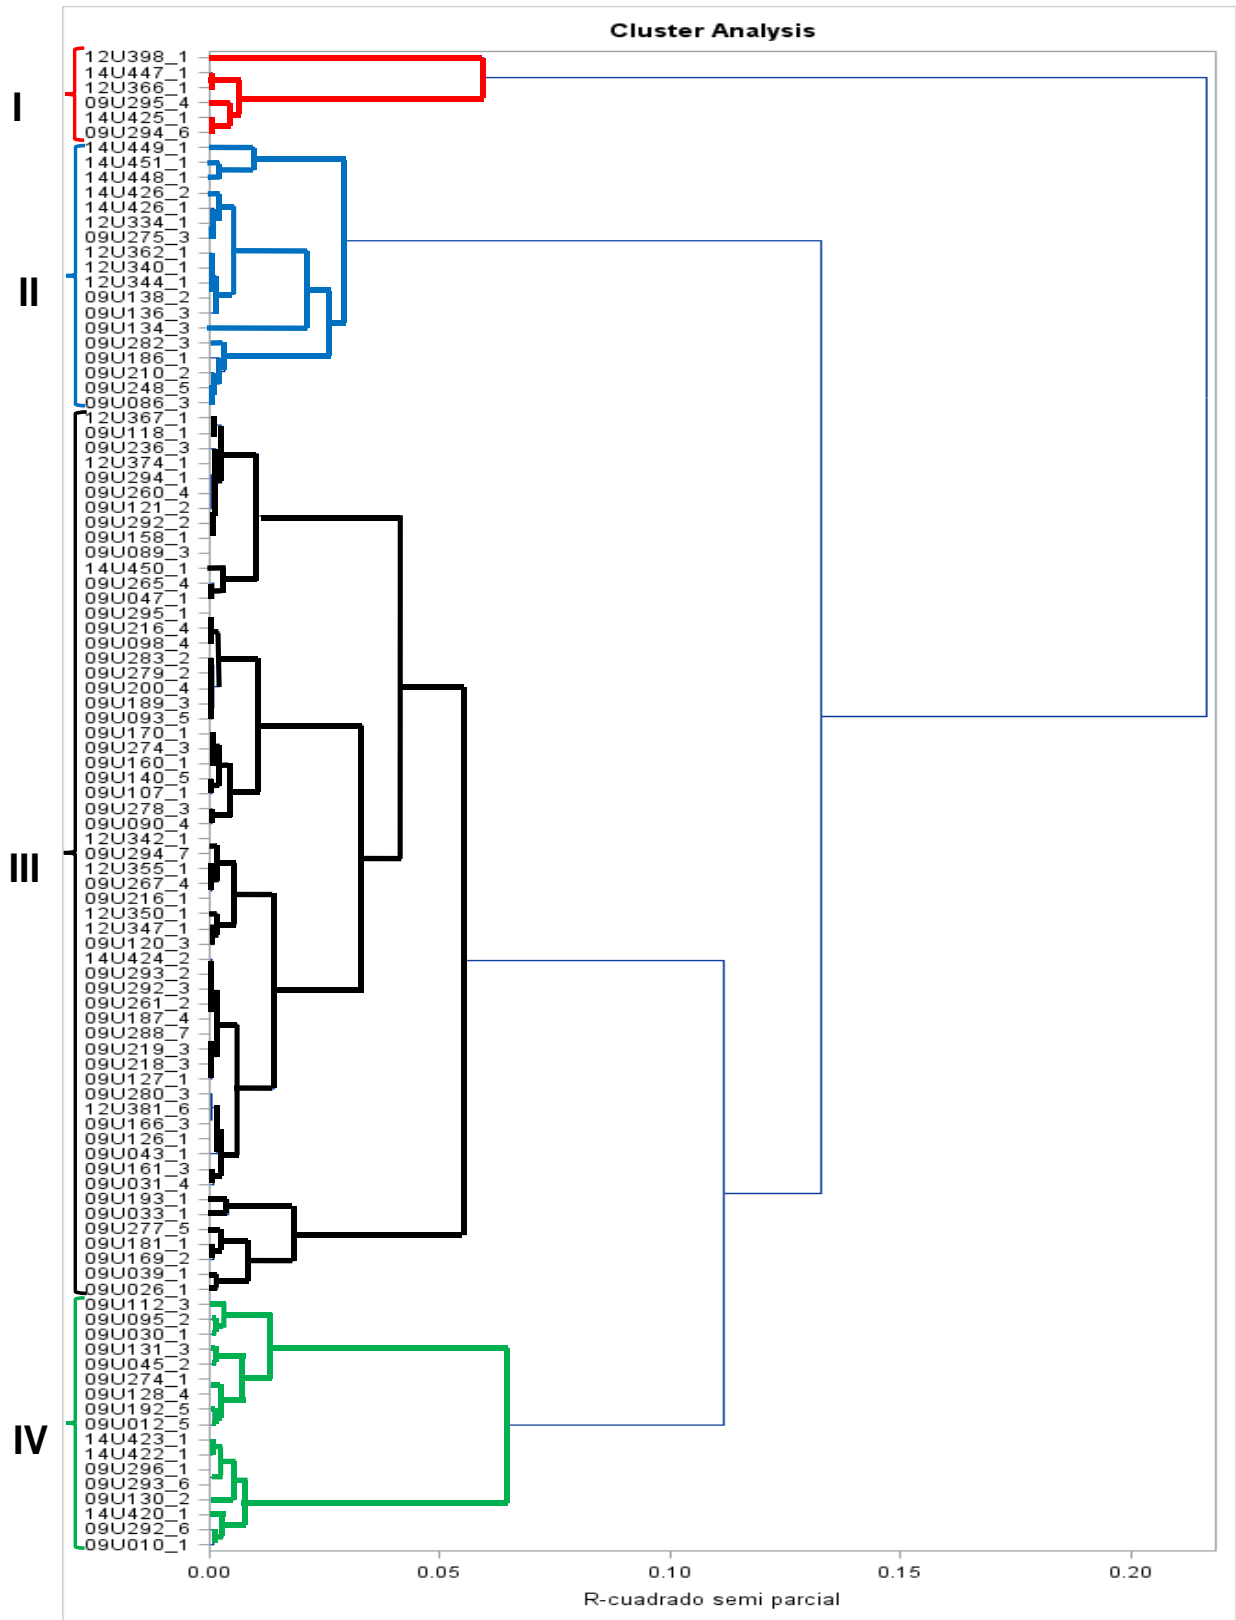 Cluster Analysis
I
12U398_1
14U447_1
12U366_1
09U295_4
14U425_1
09U294_6
II
14U449_1
14U451_1
14U448_1
14U426_2
14U426_1
12U334_1
09U275_3
12U362_1
12U340_1
12U344_1
09U138_2
09U136_3
09U134_3
09U282_3
09U186_1
09U210_2
09U248_5
09U086_3
III
12U367_1
09U118_1
09U236_3
12U374_1
09U294_1
09U260_4
09U121_2
09U292_2
09U158_1
09U089_3
14U450_1
09U265_4
09U047_1
09U295_1
09U216_4
09U098_4
09U283_2
09U279_2
09U200_4
09U189_3
09U093_5
09U170_1
09U274_3
09U160_1
09U140_5
09U107_1
09U278_3
09U090_4
12U342_1
09U294_7
12U355_1
09U267_4
09U216_1
12U350_1
12U347_1
09U120_3
14U424_2
09U293_2
09U292_3
09U261_2
09U187_4
09U288_7
09U219_3
09U218_3
09U127_1
09U280_3
12U381_6
09U166_3
09U126_1
09U043_1
09U161_3
09U031_4
09U193_1
09U033_1
09U277_5
09U181_1
09U169_2
09U039_1
09U026_1
IV
09U112_3
09U095_2
09U030_1
09U131_3
09U045_2
09U274_1
09U128_4
09U192_5
09U012_5
14U423_1
14U422_1
09U296_1
09U293_6
09U130_2
14U420_1
09U292_6
09U010_1
0.00 0.05 0.10 0.15 0.20
R-cuadrado semi parcial